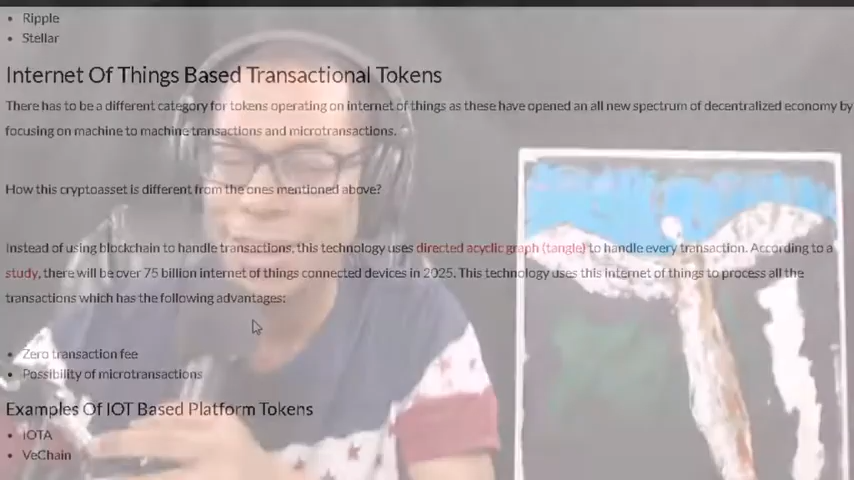 Ripple
Stellar
Internet Of Things Based Transactional Tokens
There has to be a different category for tokens operating on internet of things as these have opened an all new spectrum of decentralized economy by
focusing on machine to machine transactions and microtransactions.
How this cryptoasset is different from the ones mentioned above?
Instead of using blockchain to handle transactions, this technology uses directed acyclic graph (tangle) to handle every transaction. According to a
study, there will be over 75 billion internet of things connected devices in 2025. This technology uses this internet of things to process all the
transactions which has the following advantages:
Zero transaction fee
Possibility of microtransactions
Examples Of IOT Based Platform Tokens
IOTA
VeChain